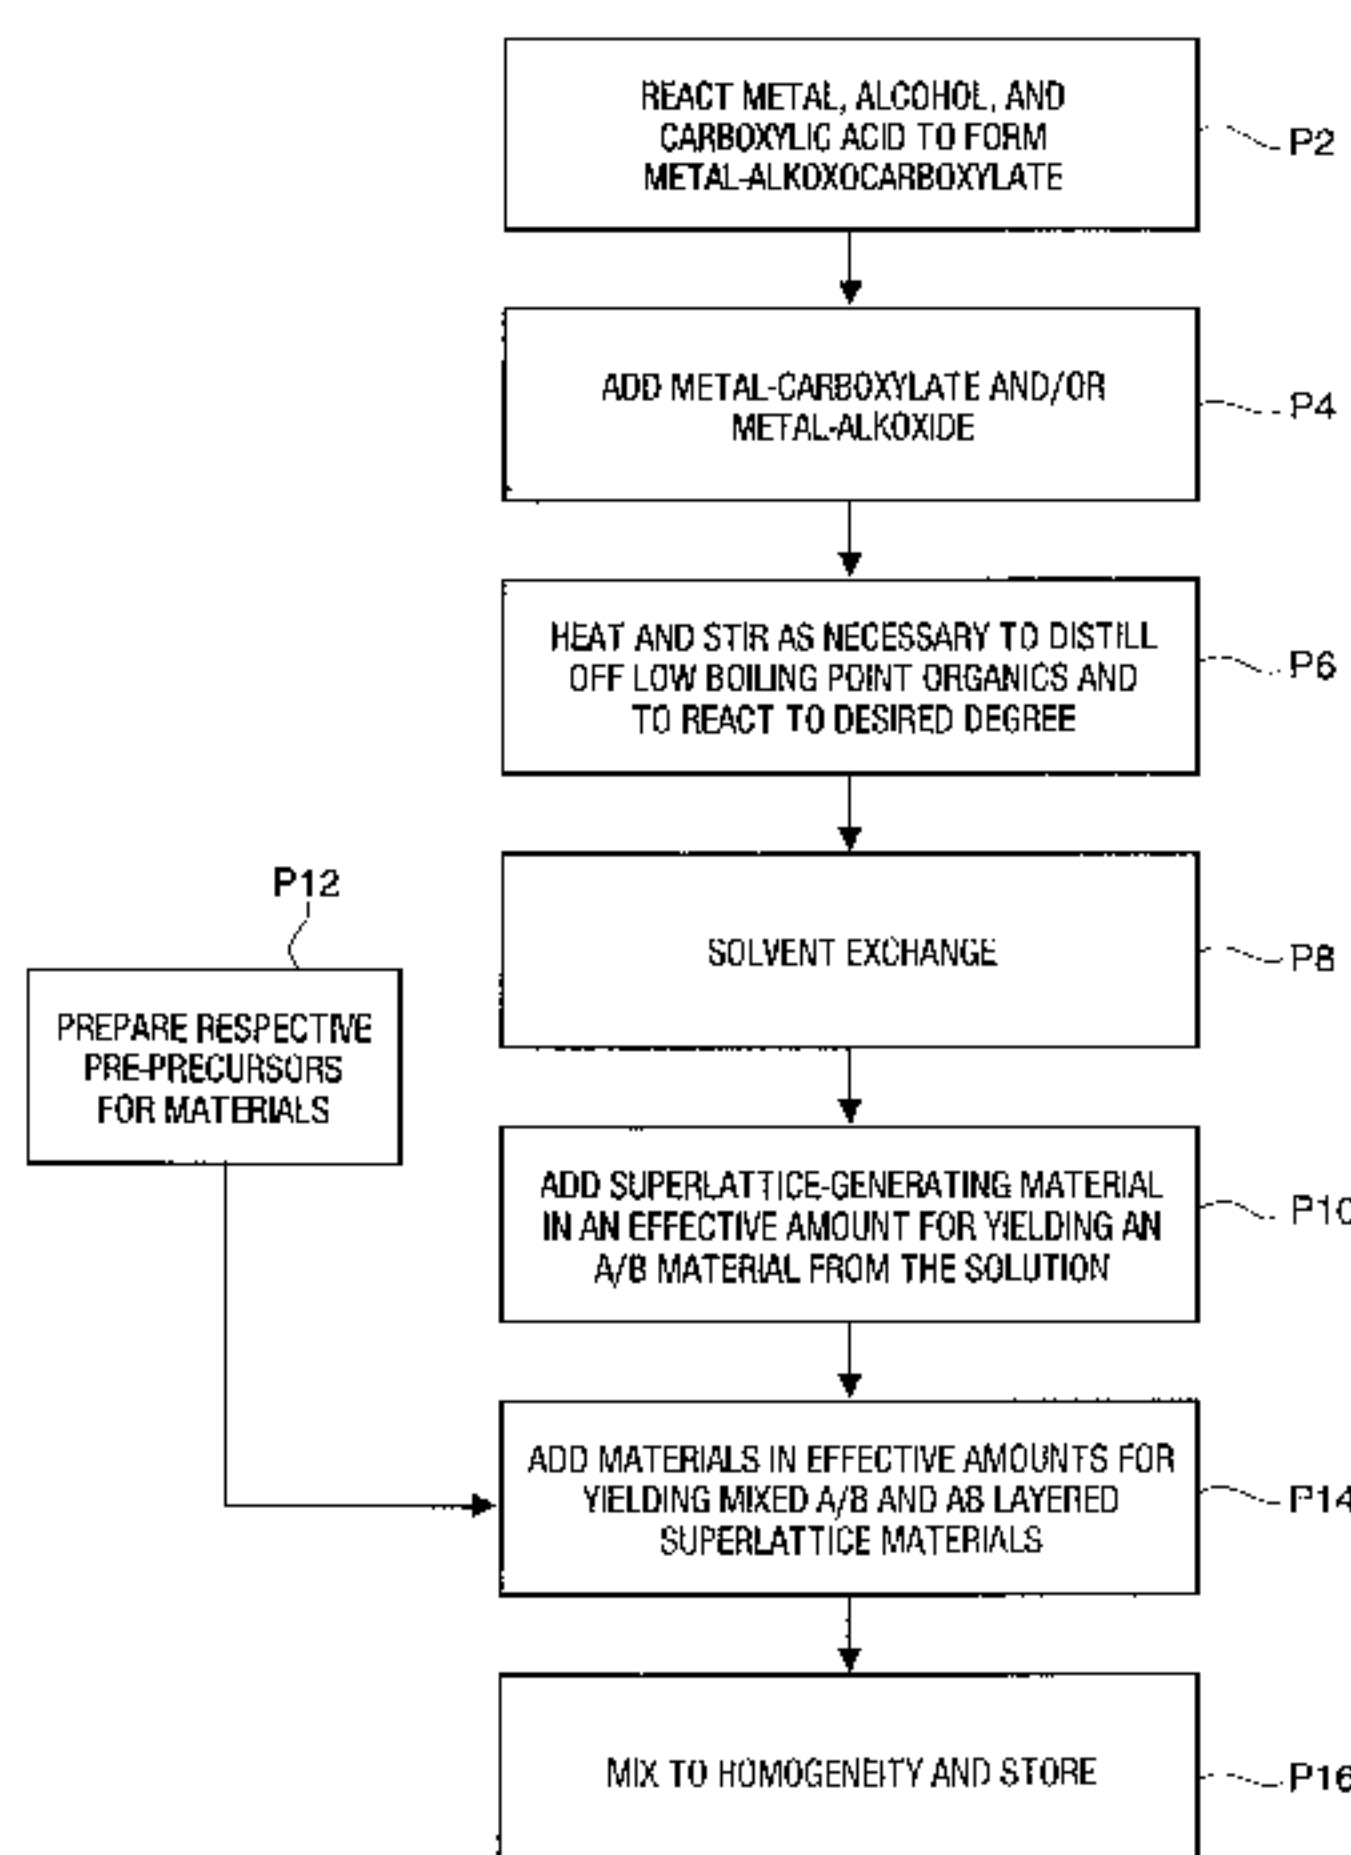 REACT METAL, ALCOHOL, AND
CARBOXYLIC ACID TO FORM
METAL-ALKOXOCARBOXYLATE
P2
ADD METAL-CARBOXYLATE AND/OR
METAL-ALKOXIDE
P4
HEAT AND STIR AS NECESSARY TO DISTILL
OFF LOW BOILING POINT ORGANICS AND
TO REACT TO DESIRED DEGREE
P6
SOLVENT EXCHANGE
P8
P12
PREPARE RESPECTIVE
PRE-PRECURSORS
FOR MATERIALS
ADD SUPERLATTICE-GENERATING MATERIAL
IN AN EFFECTIVE AMOUNT FOR YIELDING AN
A/B MATERIAL FROM THE SOLUTION
P10
ADD MATERIALS IN EFFECTIVE AMOUNTS FOR
YIELDING MIXED A/B AND AB LAYERED
SUPERLATTICE MATERIALS
P14
MIX TO HOMOGENEITY AND STORE
P16